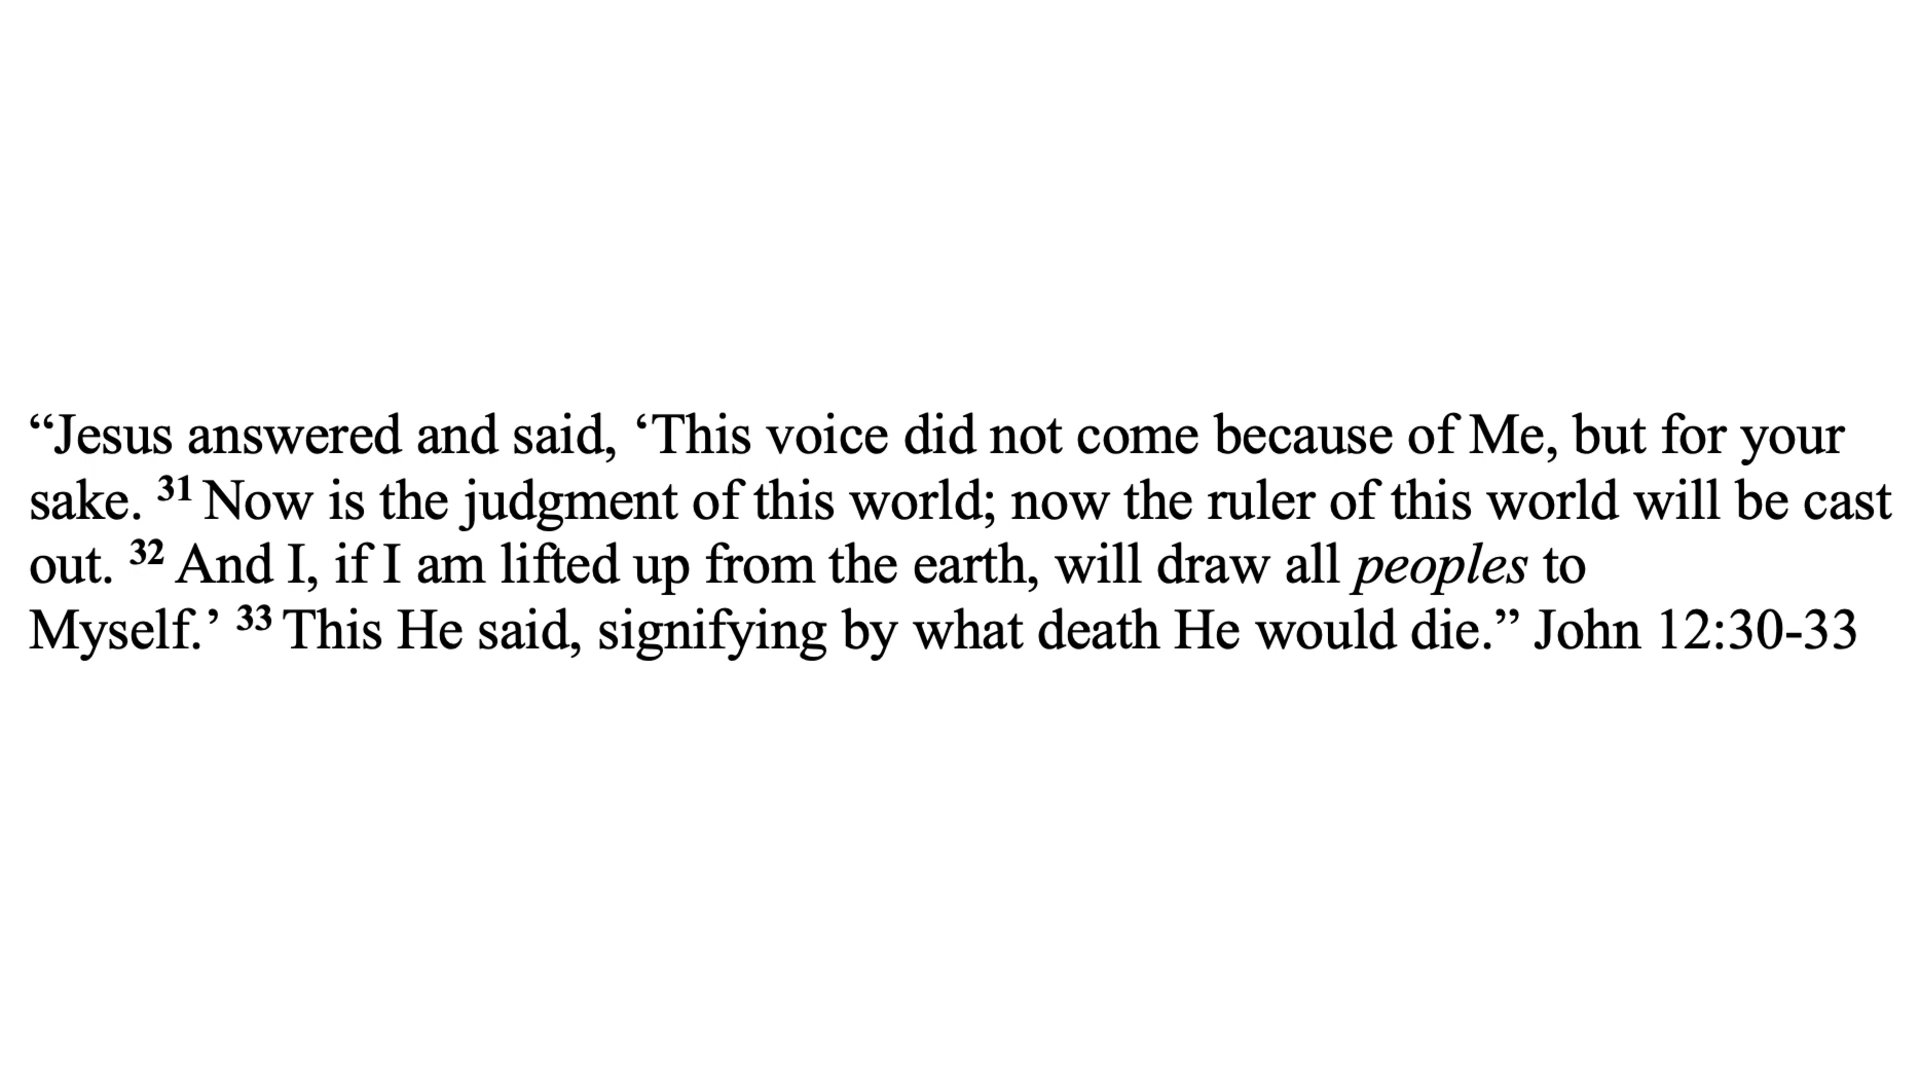 “Jesus answered and said, ‘This voice did not come because of Me, but for your
sake. 31 Now is the judgment of this world; now the ruler of this world will be cast
out. 32 And I, if I am lifted up from the earth, will draw all peoples to
Myself.’ 33 This He said, signifying by what death He would die.” John 12:30-33